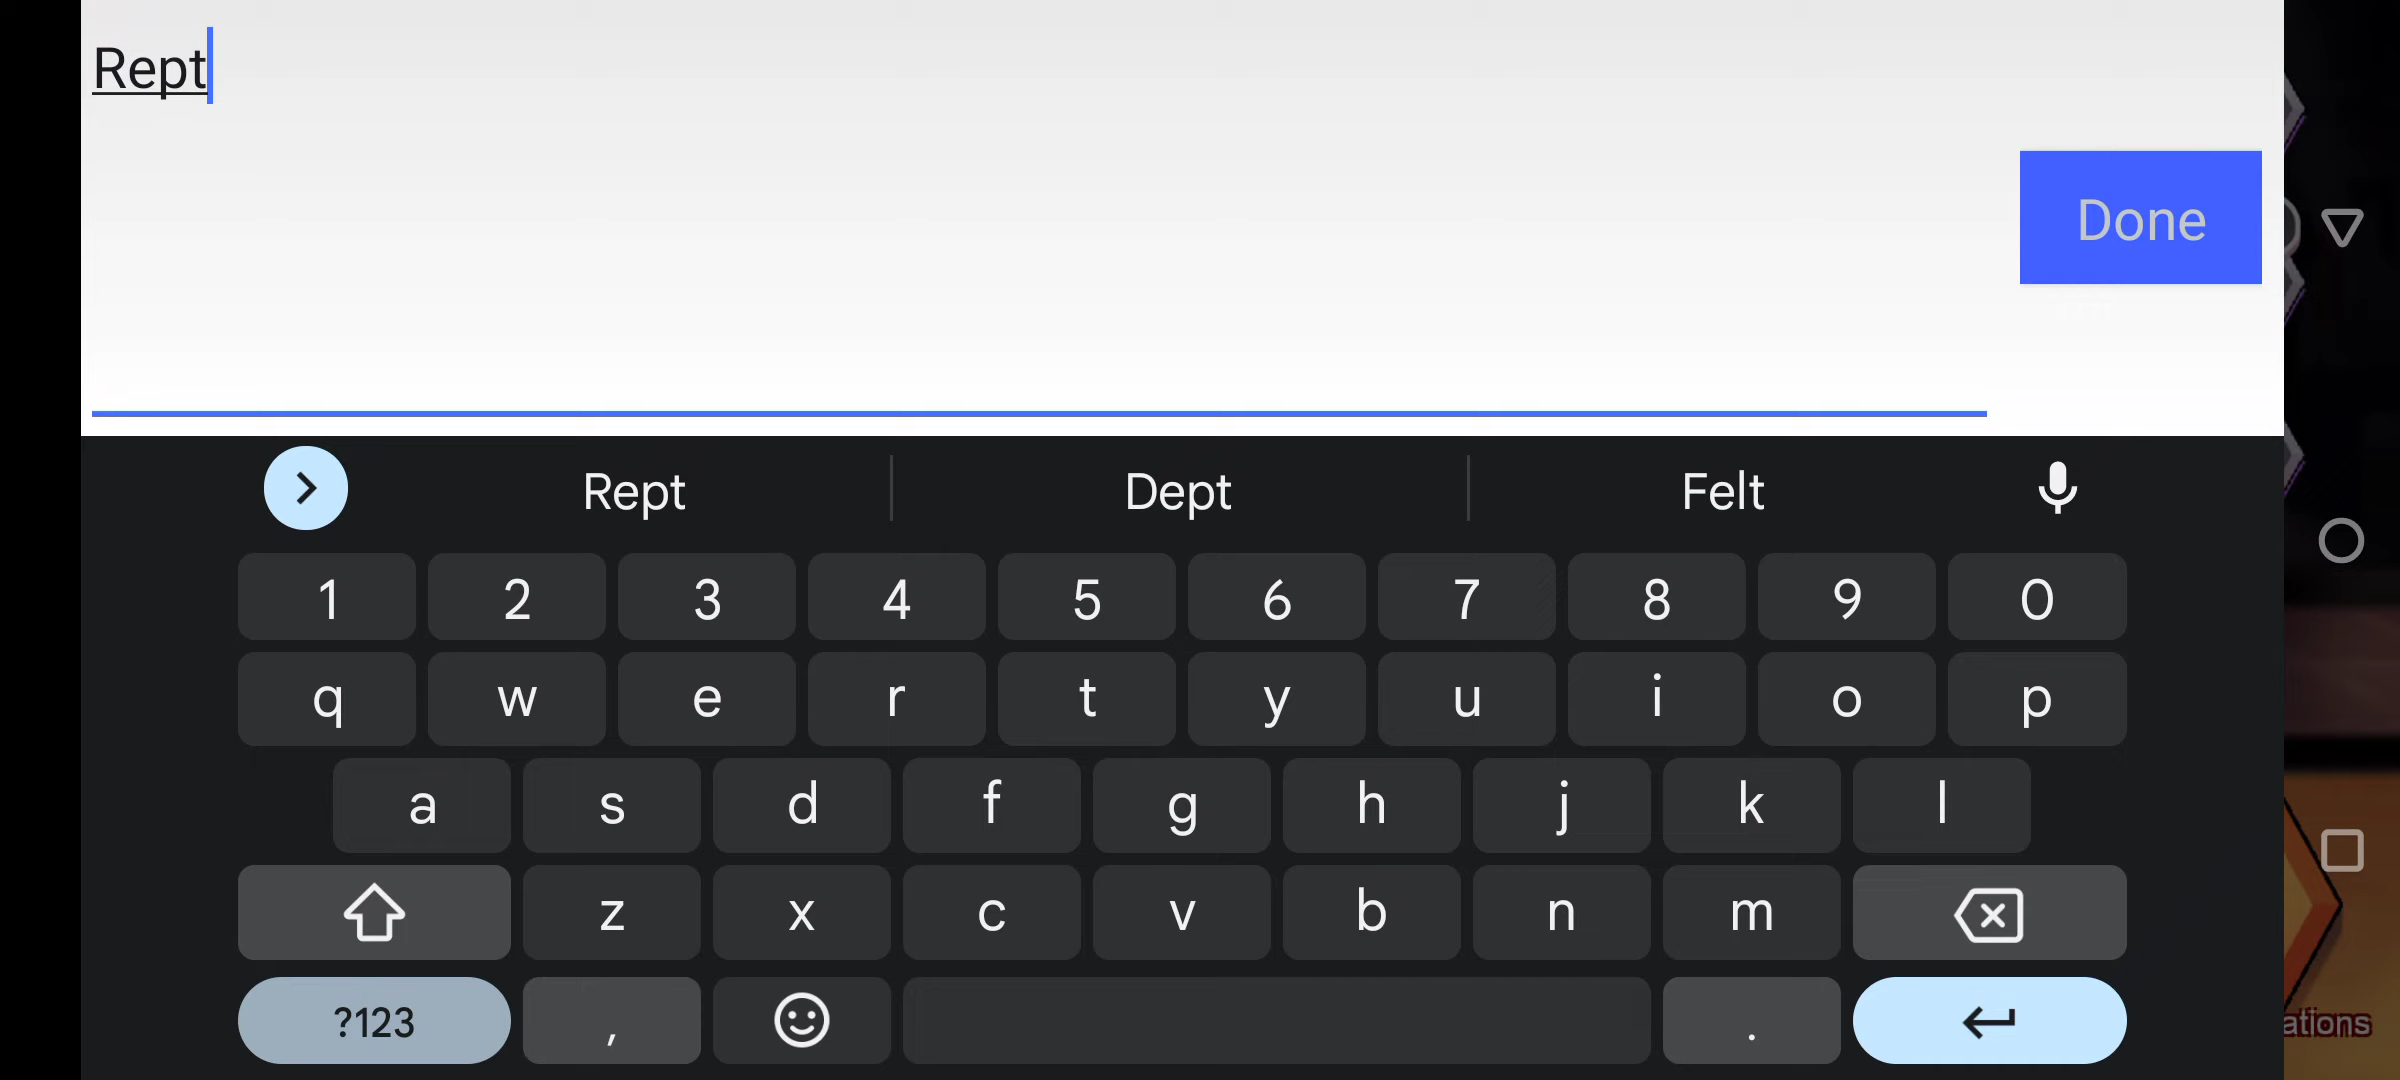 Rept
Done
Rept Dept Felt
1 2 3 4 5 6 7 8 9 0
q w e r t y u i o p
a s d f g h j k l
z x c v b n m
?123 , .
ations